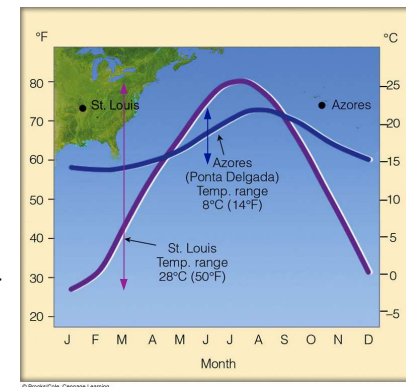 °F
°C
80
70
60
50
40
30
20
25
20
15
10
5
0
–5
St. Louis
Azores
Azores
(Ponta Delgada)
Temp. range
8°C (14°F)
St. Louis
Temp. range
28°C (50°F)
J F M A M J J A S O N D
Month
© Brooks/Cole, Cengage Learning